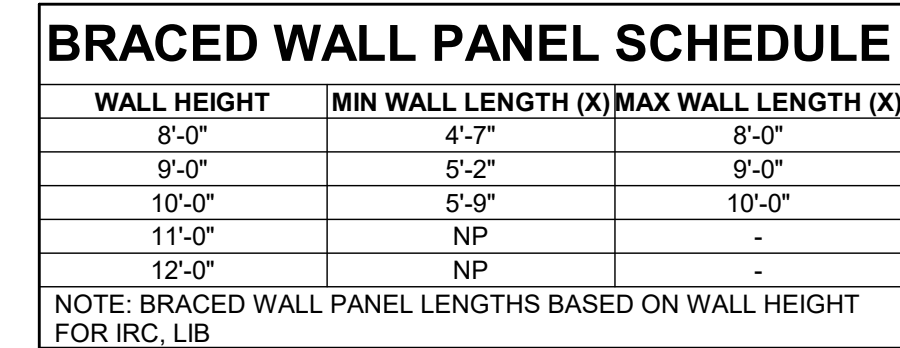 BRACED WALL PANEL SCHEDULE
WALL HEIGHT MIN WALL LENGTH (X) MAX WALL LENGTH (X)
8'-0" 4'-7" 8'-0"
9'-0" 5'-2" 9'-0"
10'-0" 5'-9" 10'-0"
11'-0" NP -
12'-0" NP -
NOTE: BRACED WALL PANEL LENGTHS BASED ON WALL HEIGHT
FOR IRC, LIB